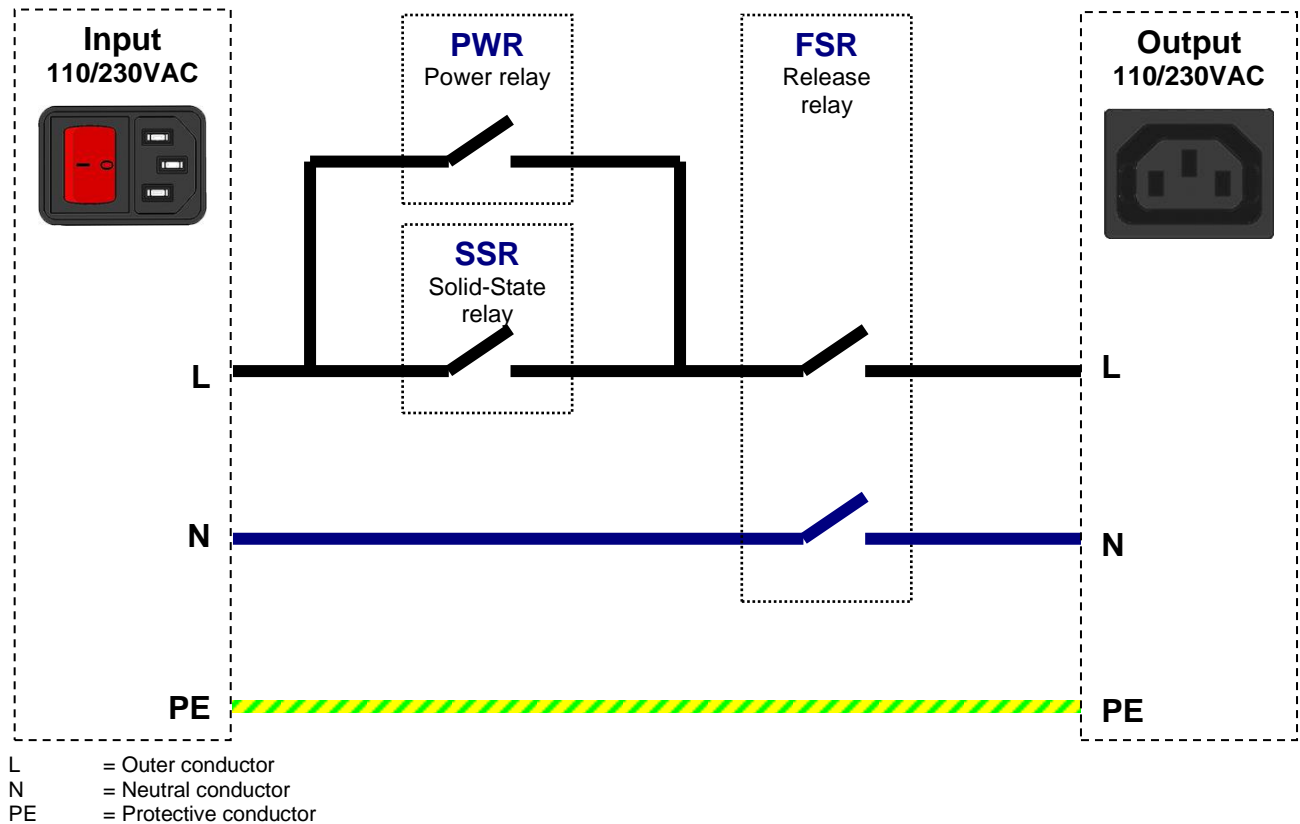 Input
110/230VAC
PWR
Power relay
FSR
Release
relay
Output
110/230VAC
SSR
Solid-State
relay
L
L
N
N
PE
PE
L = Outer conductor
N = Neutral conductor
PE = Protective conductor